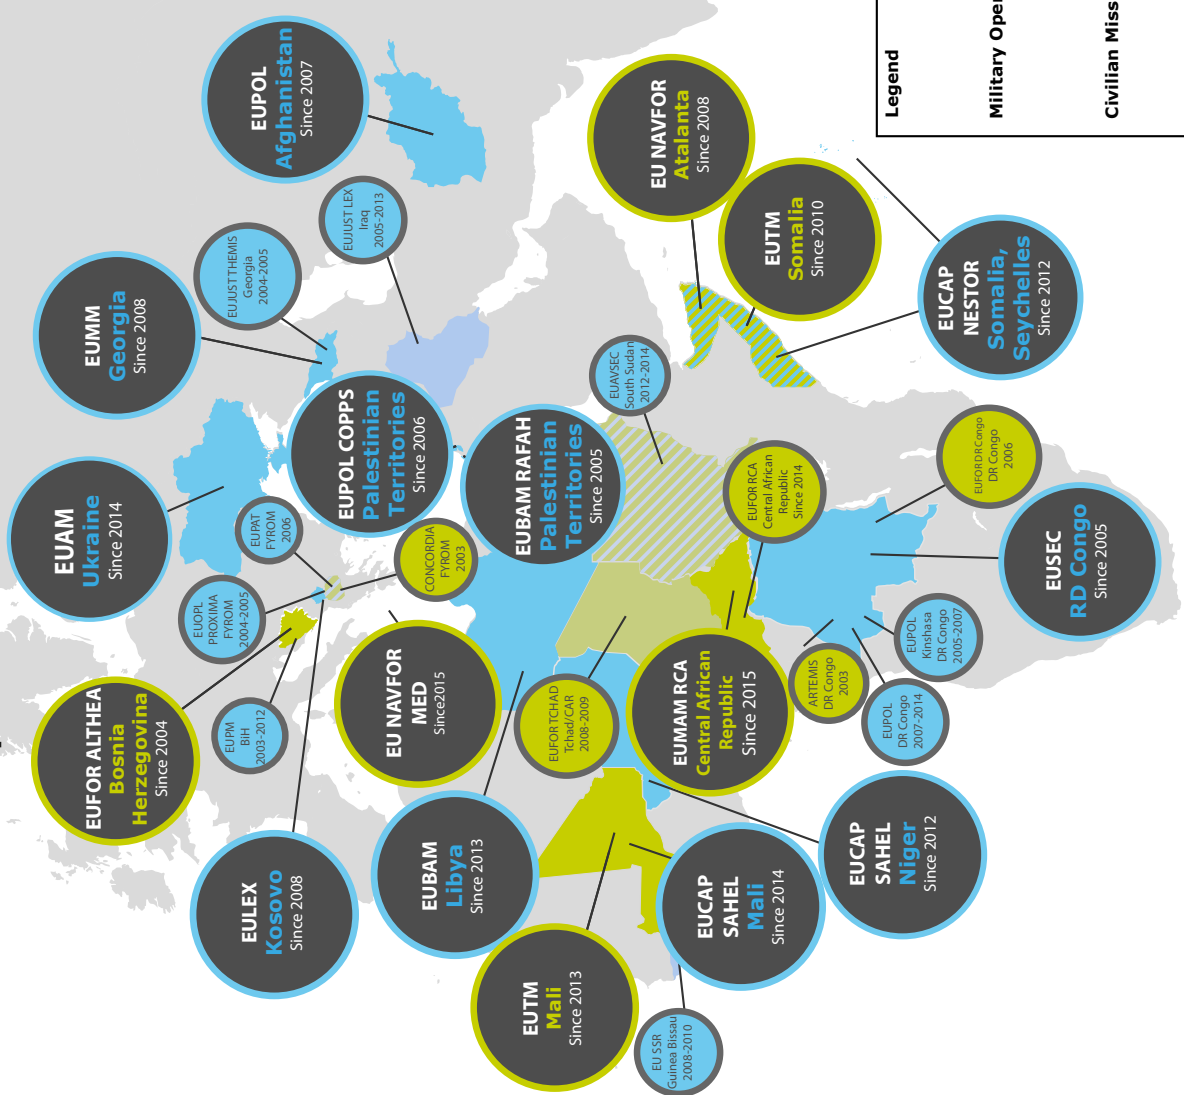 EUAM
Ukraine
Since 2014
EUFOR ALTHEA
Bosnia
Herzegovina
Since 2004
EUMM
Georgia
Since 2008
EUOPL
PROXIMA
FYROM
2004-2005
EUPOL
Afghanistan
Since 2007
EULEX
Kosovo
Since 2008
EUPM
BiH
2003-2012
EUPAT
FYROM
2006
EUJUST THEMIS
Georgia
2004-2005
EUJUST LEX
Iraq
2005-2013
EUPOL COPPS
Palestinian
Territories
Since 2006
EU NAVFOR
MED
Since2015
CONCORDIA
FYROM
2003
EUBAM
Libya
Since 2013
EUBAM RAFAH
Palestinian
Territories
Since 2005
EUTM
Mali
Since 2013
EUFOR TCHAD
Tchad/CAR
2008-2009
EUAVSEC
South Sudan
2012-2014
EU NAVFOR
Atalanta
Since 2008
EU SSR
Guinea Bissau
2008-2010
EUMAM RCA
Central African
Republic
Since 2015
EUCAP
SAHEL
Mali
Since 2014
EUFOR RCA
Central African
Republic
Since 2014
EUTM
Somalia
Since 2010
ARTEMIS
DR Congo
2003
EUCAP
SAHEL
Niger
Since 2012
EUPOL
DR Congo
2007-2014
EUPOL
Kinshasa
DR Congo
2005-2007
EUFOR DR Congo
DR Congo
2006
EUCAP
NESTOR
Somalia,
Seychelles
Since 2012
EUSEC
RD Congo
Since 2005
Legend
Military Oper
Civilian Miss